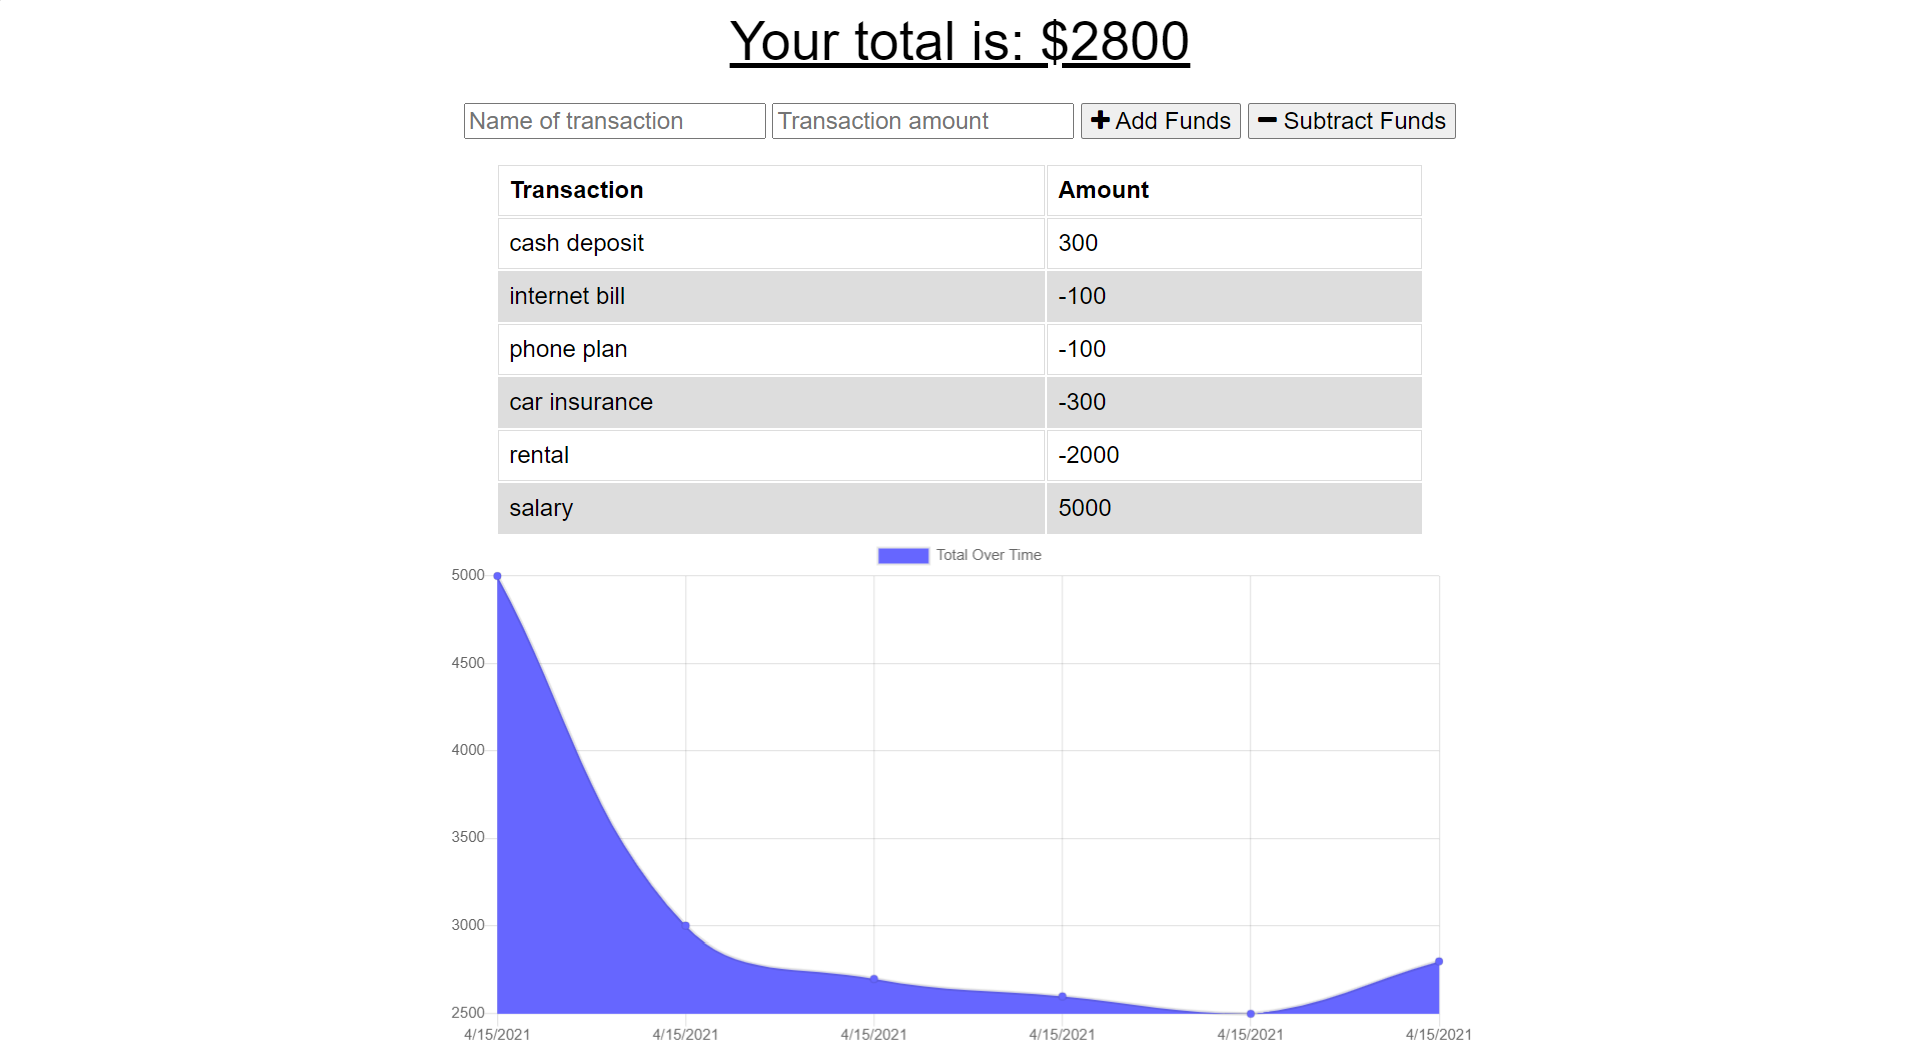 Your total is: $2800
Name of transaction Transaction amount Add Funds Subtract Funds
Transaction Amount
cash deposit 300
internet bill -100
phone plan -100
car insurance -300
rental -2000
salary 5000
Total Over Time
5000
4500
4000
3500
3000
2500
4/15/2021 4/15/2021 4/15/2021 4/15/2021 4/15/2021 4/15/2021